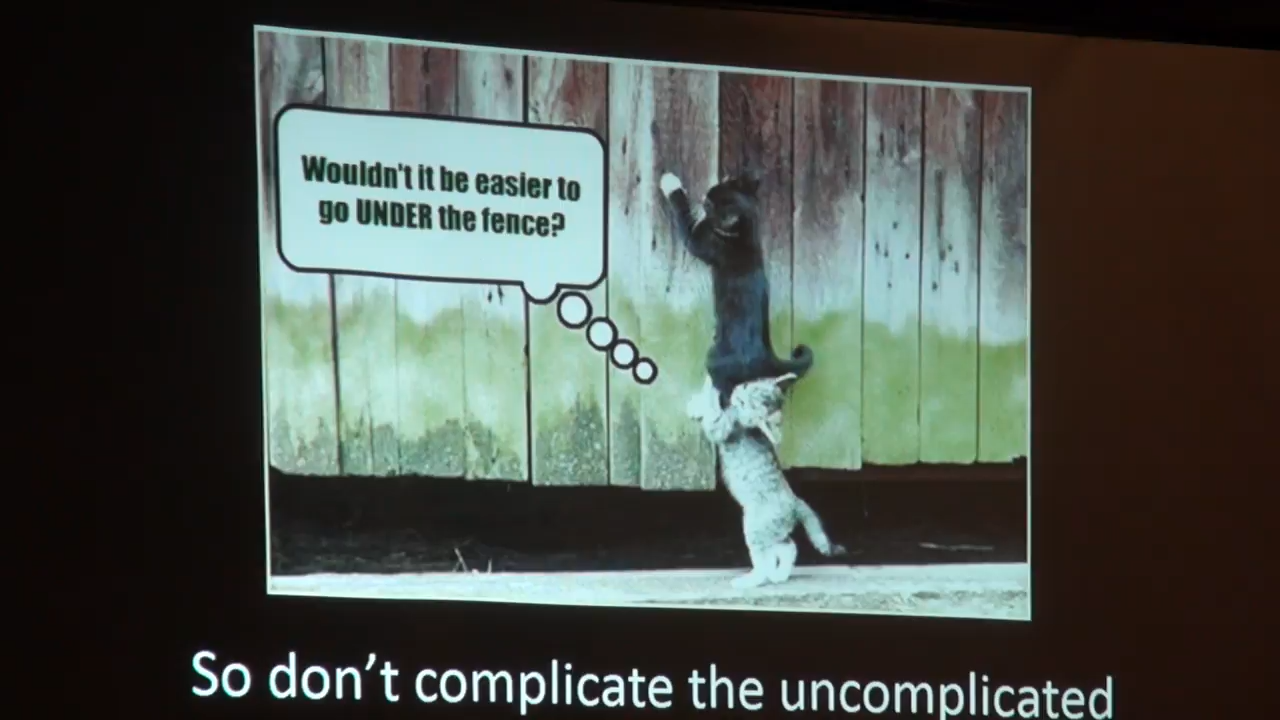 Wouldn't it be easier to
go UNDER the fence?
So don't complicate the uncomplicated